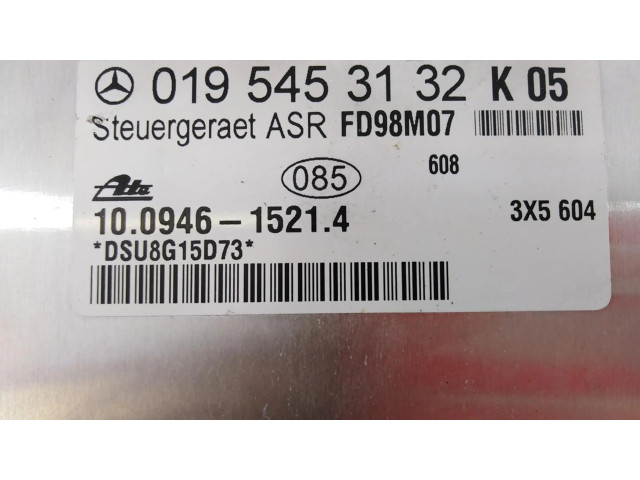 019 545 31 32 K 05
Steuergeraet ASR FD98M07
Ate 085 608
10.0946-1521.4 3X5 604
*DSU8G15D73*